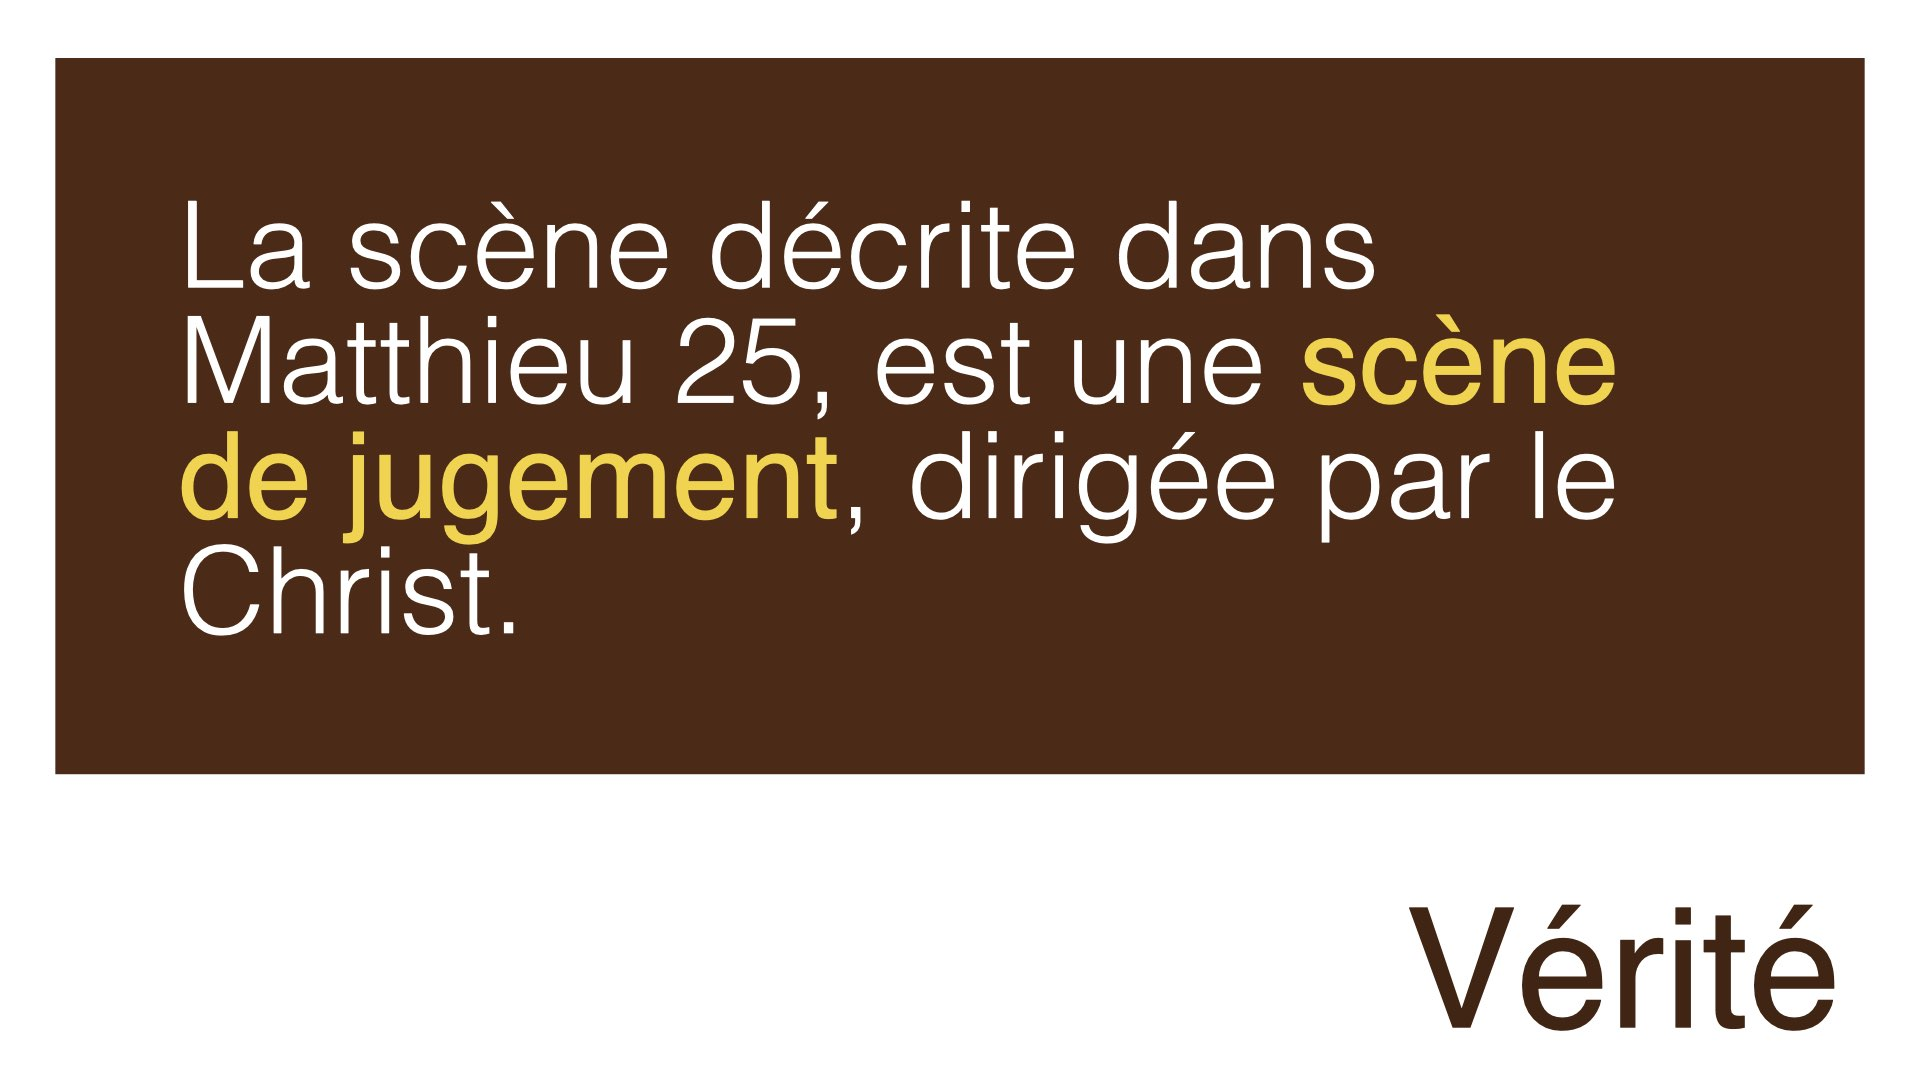 La scène décrite dans
Matthieu 25, est une scène
de jugement, dirigée par le
Christ.
Vérité